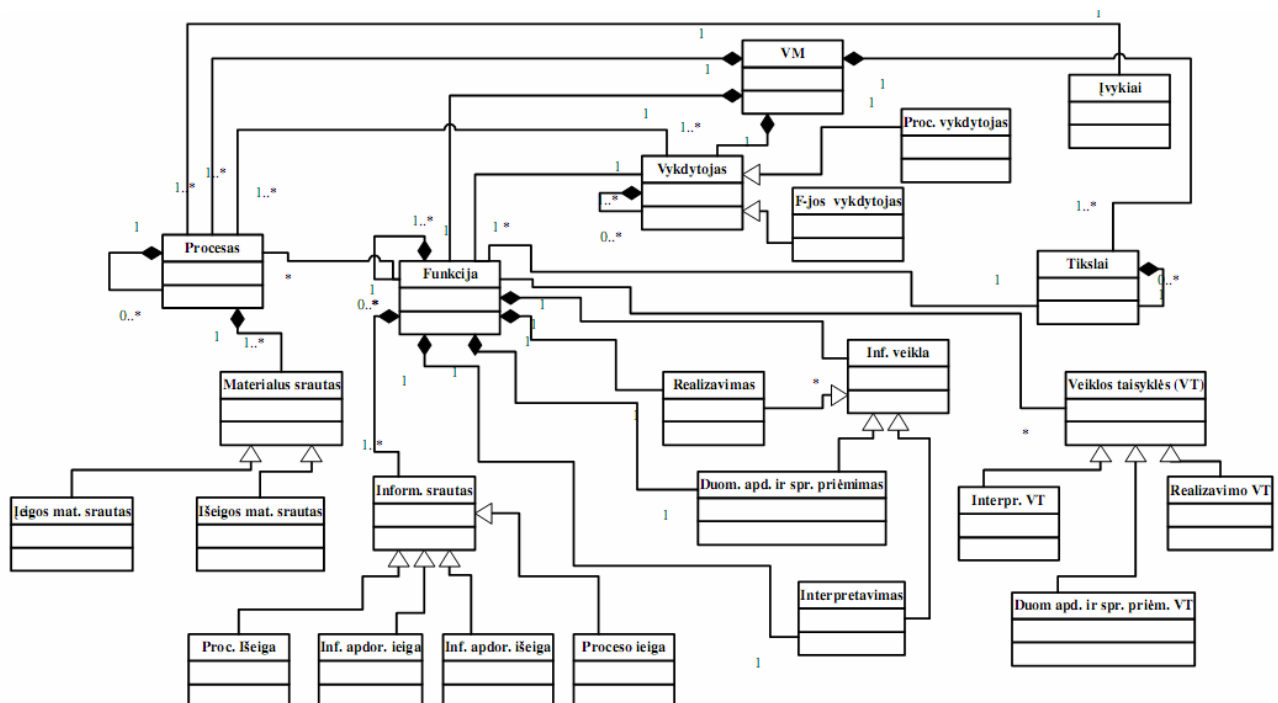 1
1
VM
1
1
1
Įvykiai
1
1..*
1
Proc. vykdytojas
1
Vykdytojas
1..*
1..*
1..*
1..*
F-jos vykdytojas
0..*
1..*
1
1..*
1
1 *
Procesas
Funkcija
Tikslai
*
1
0..*
1
1
0..*
1
0..*
1
1
1..*
1
1
1
Inf. veikla
Materialus srautas
Realizavimas
*
Veiklos taisyklės (VT)
1
*
1..*
Įeigos mat. srautas
Išeigos mat. srautas
Inform. srautas
Duom. apd. ir spr. priėmimas
Interpr. VT
Realizavimo VT
1
Interpretavimas
Duom apd. ir spr. priėm. VT
Proc. Išeiga
Inf. apdor. ieiga
Inf. apdor. išeiga
Proceso ieiga
1